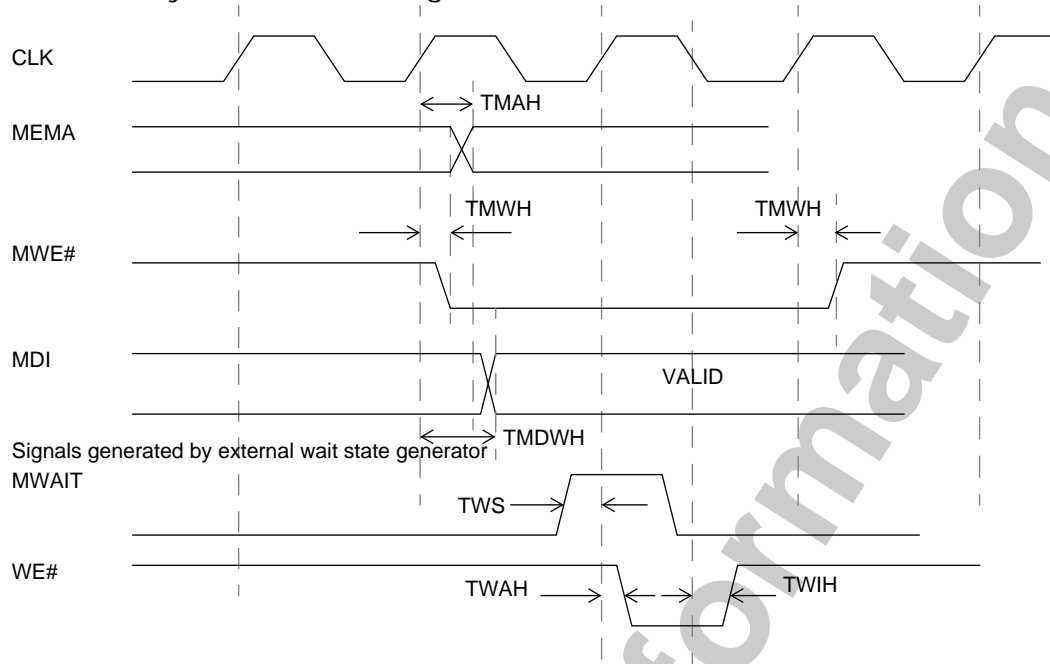 CLK
TMAH
MEMA
TMWH TMWH
MWE#
MDI
VALID
TMDWH
Signals generated by external wait state generator
MWAIT
TWS
WE#
TWAH TWIH
formation